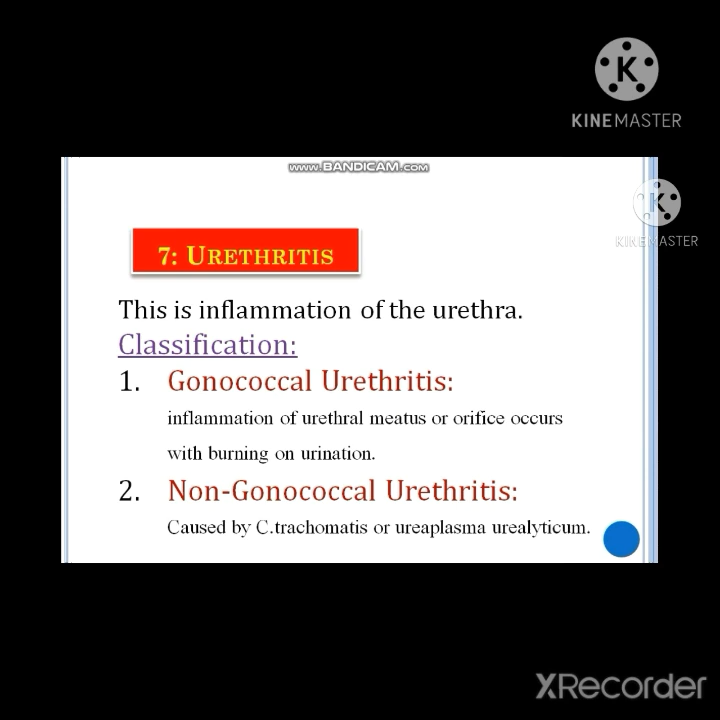 KINEMASTER
www.BANDICAM.com
KINEMASTER
7: URETHRITIS
This is inflammation of the urethra.
Classification:
1. Gonococcal Urethritis:
inflammation of urethral meatus or orifice occurs
with burning on urination.
2. Non-Gonococcal Urethritis:
Caused by C.trachomatis or ureaplasma urealyticum.
XRecorder